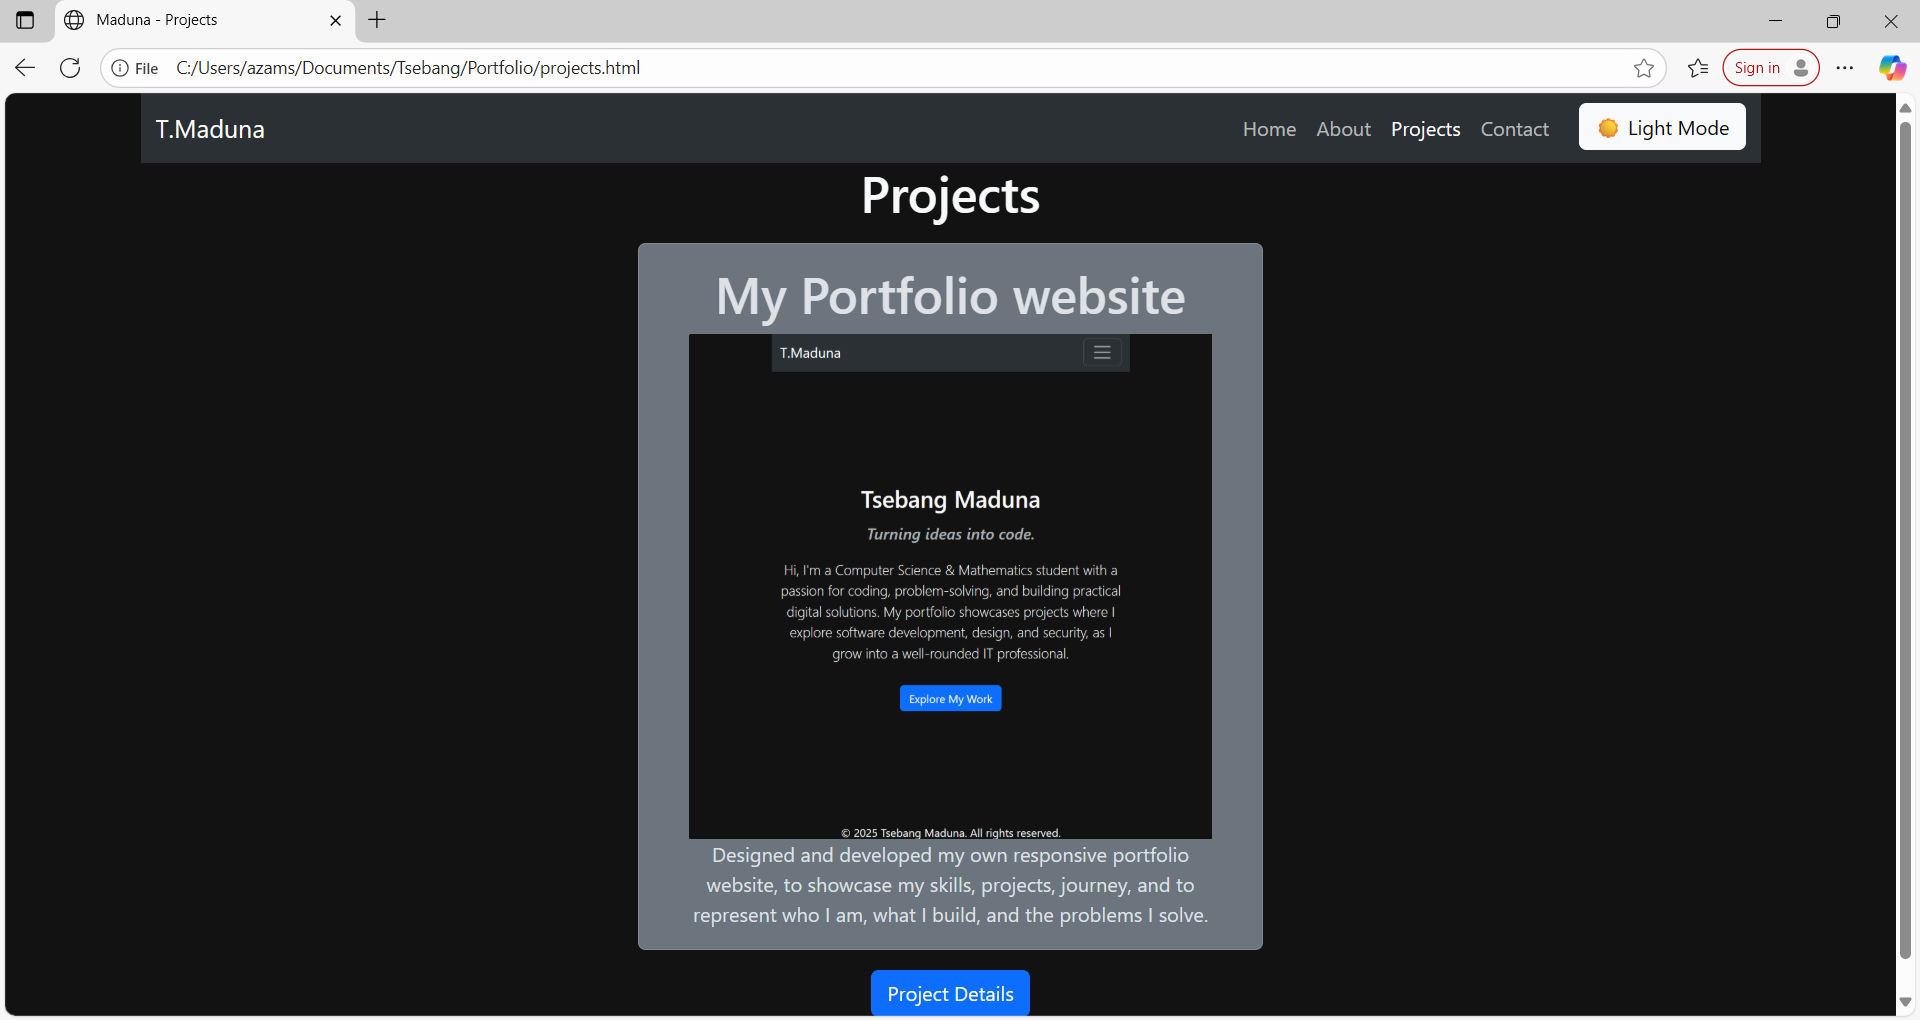 Maduna - Projects
File C:/Users/azams/Documents/Tsebang/Portfolio/projects.html
Sign in
T.Maduna
Home About Projects Contact Light Mode
Projects
My Portfolio website
T.Maduna
Tsebang Maduna
Turning ideas into code.
Hi, I'm a Computer Science & Mathematics student with a
passion for coding, problem-solving, and building practical
digital solutions. My portfolio showcases projects where I
explore software development, design, and security, as I
grow into a well-rounded IT professional.
Explore My Work
© 2025 Tsebang Maduna. All rights reserved.
Designed and developed my own responsive portfolio
website, to showcase my skills, projects, journey, and to
represent who I am, what I build, and the problems I solve.
Project Details